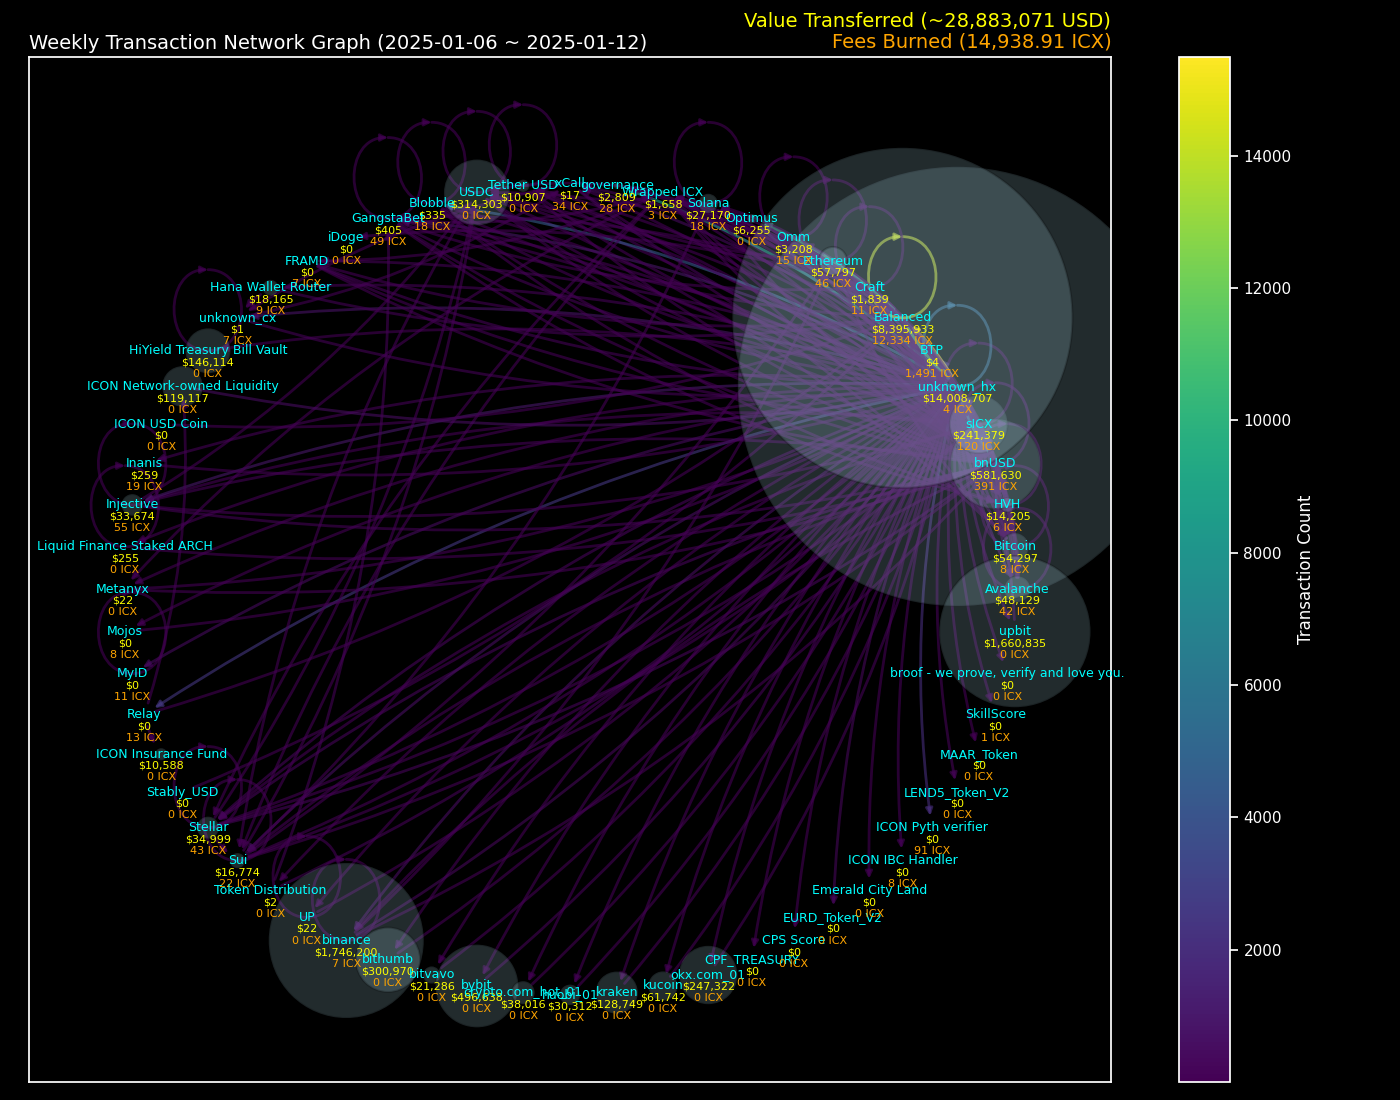 Value Transferred (~28,883,071 USD)
Weekly Transaction Network Graph (2025-01-06 ~ 2025-01-12)
Fees Burned (14,938.91 ICX)
Tether USD
$10,907
0 ICX
xCall
$17
34 ICX
governance
$2,809
28 ICX
Wrapped ICX
$1,658
3 ICX
USDC
$314,303
0 ICX
Solana
$27,170
18 ICX
Blobble
$335
18 ICX
Optimus
$6,255
0 ICX
GangstaBet
$405
49 ICX
Omm
$3,208
15 ICX
iDoge
$0
0 ICX
Ethereum
$57,797
46 ICX
FRAMD
$0
7 ICX
Craft
$1,839
11 ICX
Hana Wallet Router
$18,165
9 ICX
Balanced
$8,395,933
12,334 ICX
unknown_cx
$1
7 ICX
BTP
$4
1,491 ICX
HiYield Treasury Bill Vault
$146,114
0 ICX
unknown_hx
$14,008,707
4 ICX
ICON Network-owned Liquidity
$119,117
0 ICX
sICX
$241,379
120 ICX
ICON USD Coin
$0
0 ICX
bnUSD
$581,630
391 ICX
Inanis
$259
19 ICX
HVH
$14,205
6 ICX
Injective
$33,674
55 ICX
Bitcoin
$54,297
8 ICX
Liquid Finance Staked ARCH
$255
0 ICX
Avalanche
$48,129
42 ICX
Metanyx
$22
0 ICX
upbit
$1,660,835
0 ICX
Mojos
$0
8 ICX
broof - we prove, verify and love you.
$0
0 ICX
MyID
$0
11 ICX
SkillScore
$0
1 ICX
Relay
$0
13 ICX
MAAR_Token
$0
0 ICX
ICON Insurance Fund
$10,588
0 ICX
LEND5_Token_V2
$0
0 ICX
Stably_USD
$0
0 ICX
ICON Pyth verifier
$0
91 ICX
Stellar
$34,999
43 ICX
ICON IBC Handler
$0
8 ICX
Sui
$16,774
22 ICX
Emerald City Land
$0
0 ICX
Token Distribution
$2
0 ICX
EURD_Token_V2
$0
0 ICX
UP
$22
0 ICX
CPS Score
$0
0 ICX
binance
$1,746,200
7 ICX
CPF_TREASURY
$0
0 ICX
bithumb
$300,970
0 ICX
okx.com_01
$247,322
0 ICX
bitvavo
$21,286
0 ICX
kucoin
$61,742
0 ICX
bybit
$496,638
0 ICX
kraken
$128,749
0 ICX
crypto.com_hot_01
$38,016
0 ICX
$30,312
0 ICX
14000
12000
10000
8000
6000
4000
2000
Transaction Count